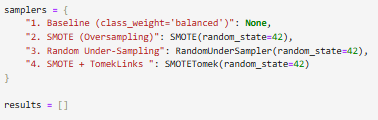 samplers = {
    "1. Baseline (class_weight='balanced')": None,
    "2. SMOTE (Oversampling)": SMOTE(random_state=42),
    "3. Random Under-Sampling": RandomUnderSampler(random_state=42),
    "4. SMOTE + TomekLinks ": SMOTETomek(random_state=42)
}
results = []